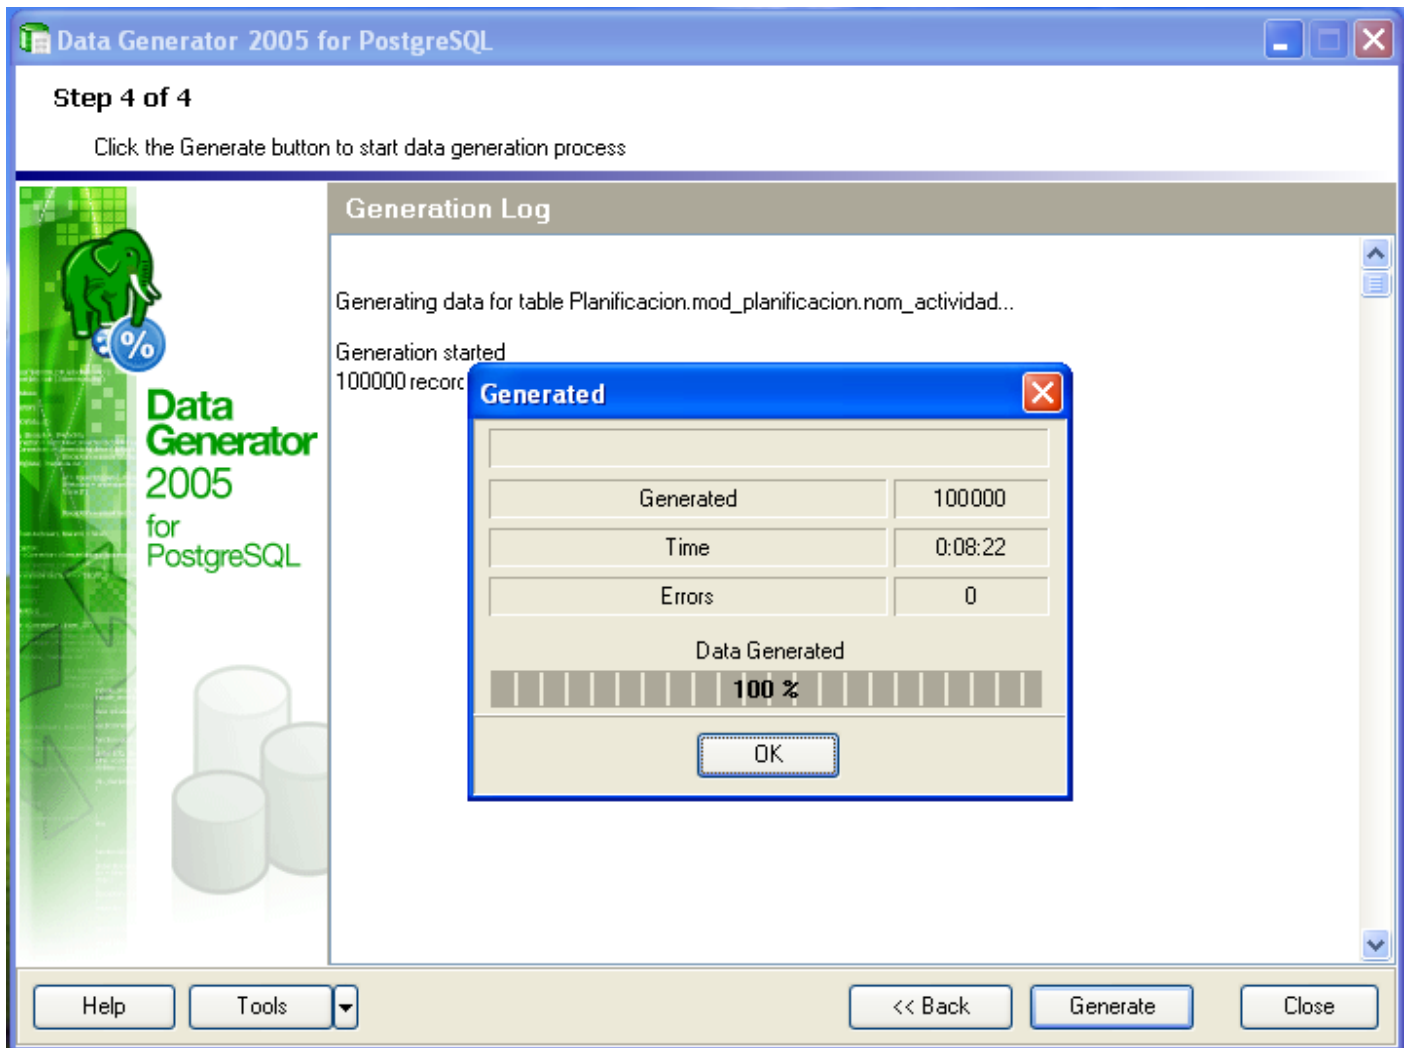 Data Generator 2005 for PostgreSQL
Step 4 of 4
Click the Generate button to start data generation process
Generation Log
Generating data for table Planificacion.mod_planificacion.nom_actividad...
Generation started
100000 recorc
%
Data
Generator
2005
for
PostgreSQL
Generated
Generated 100000
Time 0:08:22
Errors 0
Data Generated
100 %
OK
Help Tools << Back Generate Close